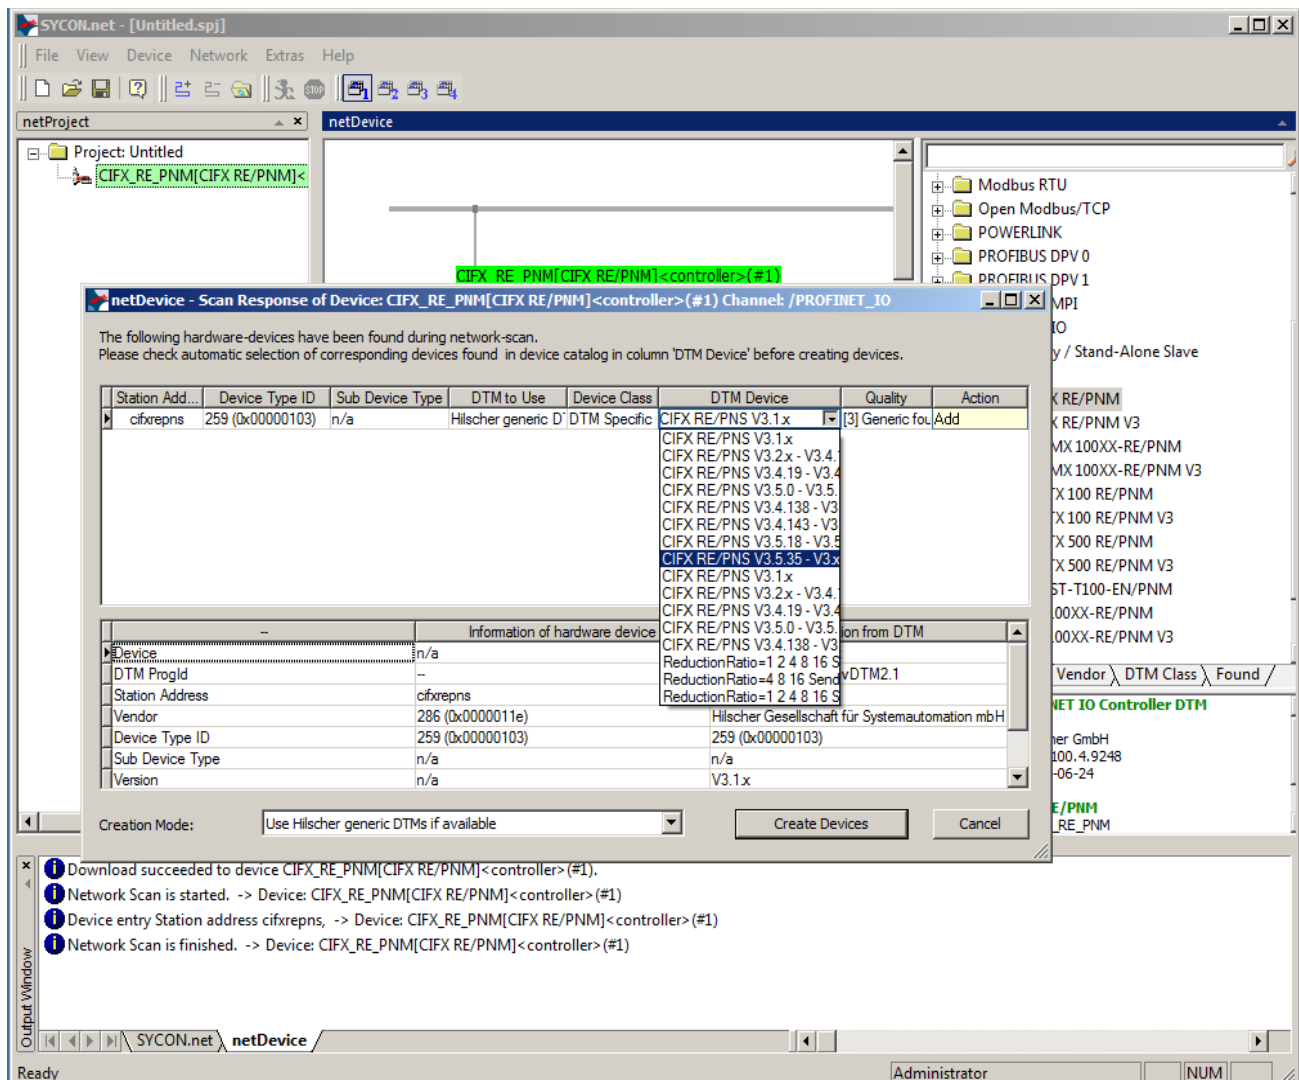 SYCON.net - [Untitled.spj]
File View Device Network Extras Help
netProject
netDevice
Project: Untitled
CIFX_RE_PNM[CIFX RE/PNM]<
CIFX_RE_PNM[CIFX RE/PNM]<controller>(#1)
Modbus RTU
Open Modbus/TCP
POWERLINK
PROFIBUS DPV0
PROFIBUS DPV1
MPI
IO
y / Stand-Alone Slave
X RE/PNM
X RE/PNM V3
MX 100XX-RE/PNM
MX 100XX-RE/PNM V3
TX 100 RE/PNM
TX 100 RE/PNM V3
TX 500 RE/PNM
TX 500 RE/PNM V3
ST-T100-EN/PNM
100XX-RE/PNM
100XX-RE/PNM V3
Vendor DTM Class Found
NET IO Controller DTM
her GmbH
100.4.9248
-06-24
E/PNM
_RE_PNM
netDevice - Scan Response of Device: CIFX_RE_PNM[CIFX RE/PNM]<controller>(#1) Channel: /PROFINET_IO
The following hardware-devices have been found during network-scan.
Please check automatic selection of corresponding devices found in device catalog in column 'DTM Device' before creating devices.
Station Add... Device Type ID Sub Device Type DTM to Use Device Class DTM Device Quality Action
cifxrepns 259 (0x00000103) n/a Hilscher generic D DTM Specific CIFX RE/PNS V3.1.x [3] Generic fou Add
CIFX RE/PNS V3.1.x
CIFX RE/PNS V3.2.x - V3.4.
CIFX RE/PNS V3.4.19 - V3.4
CIFX RE/PNS V3.5.0 - V3.5.
CIFX RE/PNS V3.4.138 - V3
CIFX RE/PNS V3.4.143 - V3
CIFX RE/PNS V3.5.18 - V3.5
CIFX RE/PNS V3.5.35 - V3.x
CIFX RE/PNS V3.1.x
CIFX RE/PNS V3.2.x - V3.4.
CIFX RE/PNS V3.4.19 - V3.4
CIFX RE/PNS V3.5.0 - V3.5.
CIFX RE/PNS V3.4.138 - V3
ReductionRatio=1 2 4 8 16 S
ReductionRatio=4 8 16 Send
ReductionRatio=1 2 4 8 16 S
-- Information of hardware device ion from DTM
Device n/a
DTM ProgId -- vDTM2.1
Station Address cifxrepns
Vendor 286 (0x0000011e) Hilscher Gesellschaft für Systemautomation mbH
Device Type ID 259 (0x00000103) 259 (0x00000103)
Sub Device Type n/a n/a
Version n/a V3.1.x
Creation Mode: Use Hilscher generic DTMs if available Create Devices Cancel
Download succeeded to device CIFX_RE_PNM[CIFX RE/PNM]<controller>(#1).
Network Scan is started. -> Device: CIFX_RE_PNM[CIFX RE/PNM]<controller>(#1)
Device entry Station address cifxrepns, -> Device: CIFX_RE_PNM[CIFX RE/PNM]<controller>(#1)
Network Scan is finished. -> Device: CIFX_RE_PNM[CIFX RE/PNM]<controller>(#1)
Output Window
SYCON.net netDevice
Ready Administrator NUM